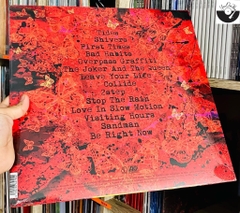 Tides
Shivers
First Times
Bad Habits
Overpass Graffiti
The Joker And The Queen
Leave Your Life
Collide
2step
Stop The Rain
Love In Slow Motion
Visiting Hours
Sandman
Be Right Now